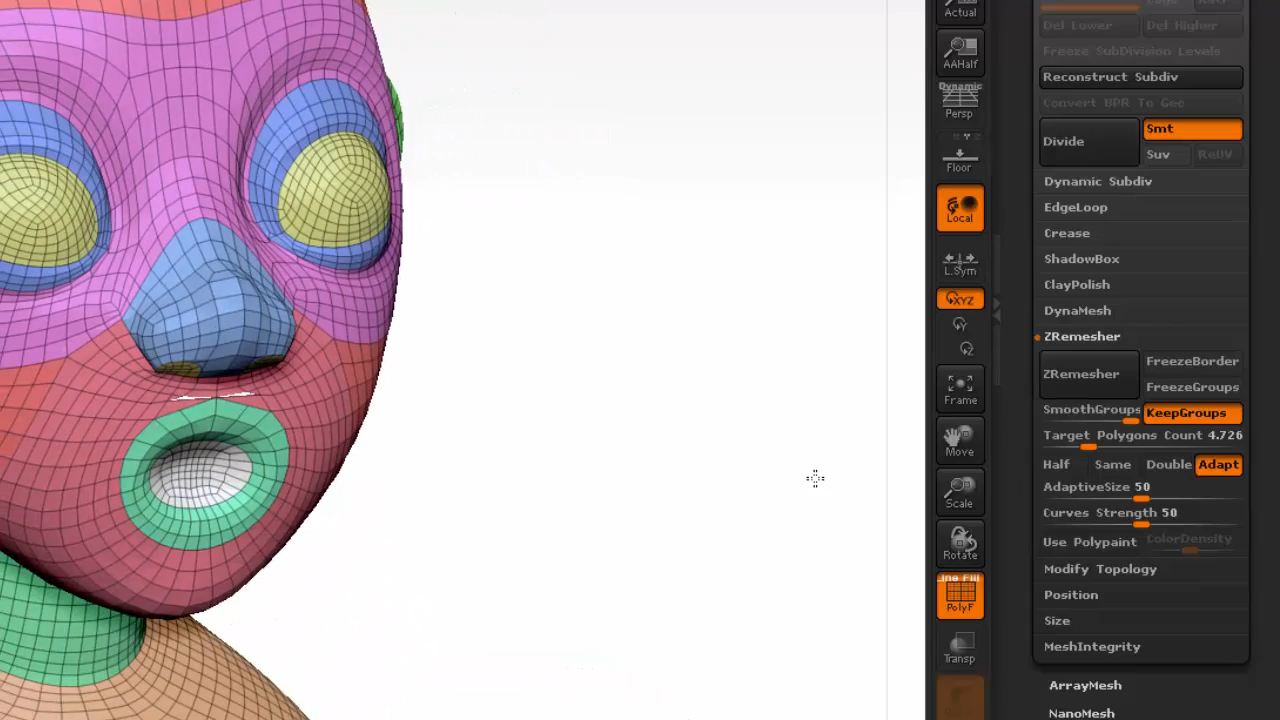 Actual
AAHalf
Dynamic
Persp
Floor
Local
L.Sym
XYZ
Frame
Move
Scale
Rotate
Line Fill
PolyF
Transp
Del Lower Del Higher
Freeze SubDivision Levels
Reconstruct Subdiv
Convert BPR To Geo
Divide
Smt
Suv ReUV
Dynamic Subdiv
EdgeLoop
Crease
ShadowBox
ClayPolish
DynaMesh
ZRemesher
ZRemesher
FreezeBorder
FreezeGroups
SmoothGroups KeepGroups
Target Polygons Count 4.726
Half Same Double Adapt
AdaptiveSize 50
Curves Strength 50
Use Polypaint ColorDensity
Modify Topology
Position
Size
MeshIntegrity
ArrayMesh
NanoMesh